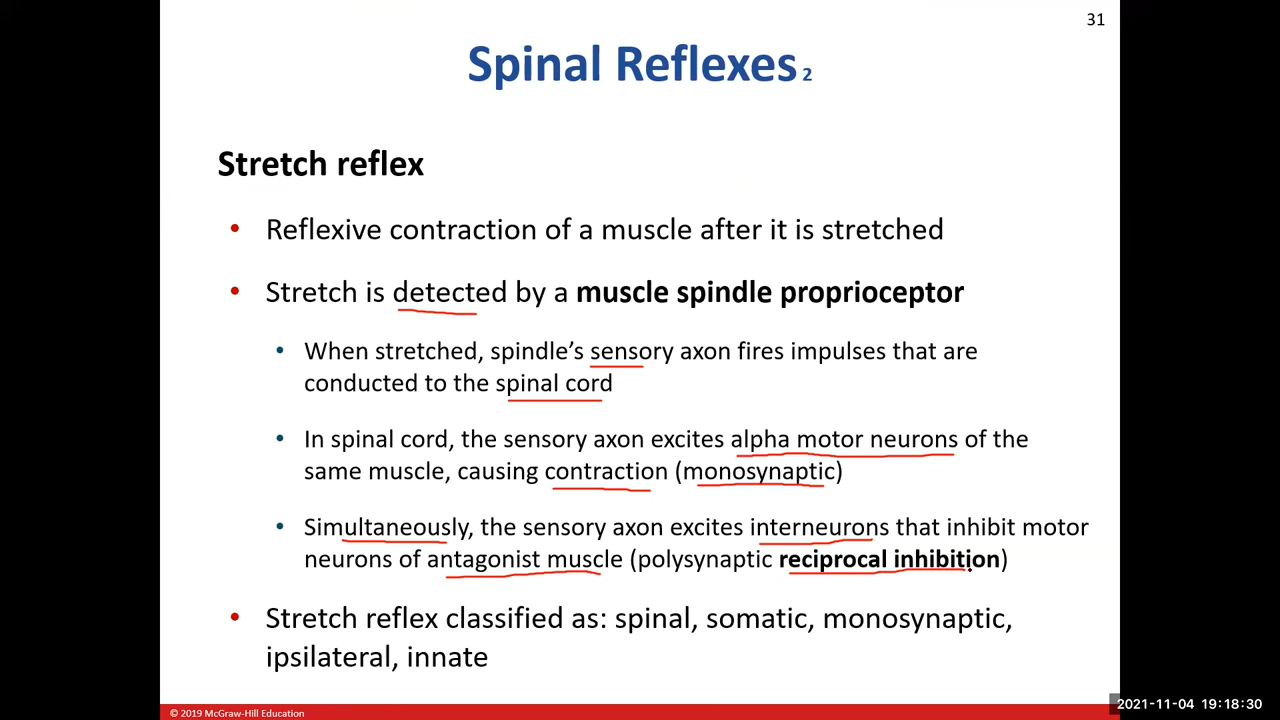 31
Spinal Reflexes 2
Stretch reflex
• Reflexive contraction of a muscle after it is stretched
• Stretch is detected by a muscle spindle proprioceptor
• When stretched, spindle's sensory axon fires impulses that are
conducted to the spinal cord
• In spinal cord, the sensory axon excites alpha motor neurons of the
same muscle, causing contraction (monosynaptic)
• Simultaneously, the sensory axon excites interneurons that inhibit motor
neurons of antagonist muscle (polysynaptic reciprocal inhibition)
• Stretch reflex classified as: spinal, somatic, monosynaptic,
ipsilateral, innate
© 2019 McGraw-Hill Education
2021-11-04 19:18:30